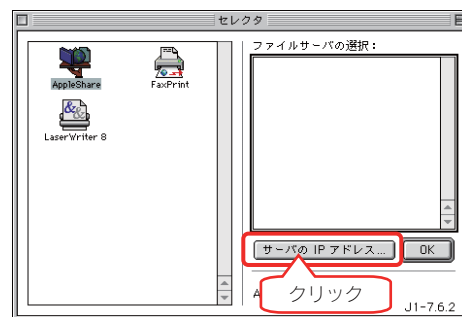 セレクタ
AppleShare
FaxPrint
LaserWriter 8
ファイルサーバの選択：
サーバの IP アドレス...
OK
クリック
A
J1-7.6.2